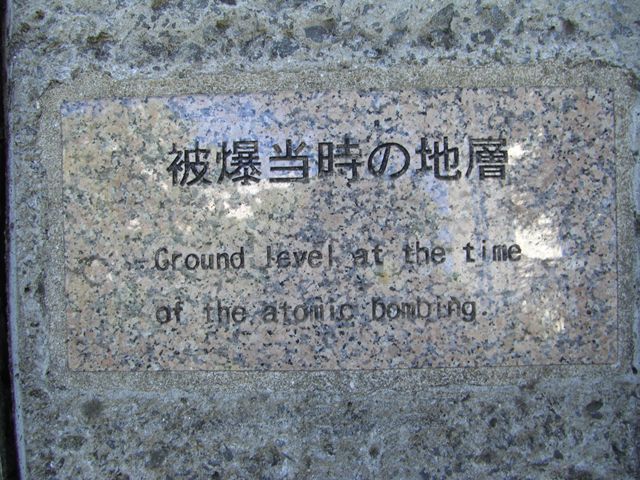 被爆当時の地層
Ground level at the time
of the atomic bombing.